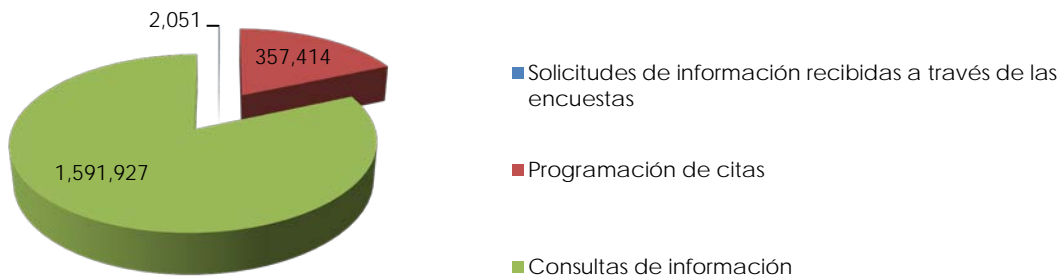 2,051
357,414
1,591,927
Solicitudes de información recibidas a través de las
encuestas
Programación de citas
Consultas de información